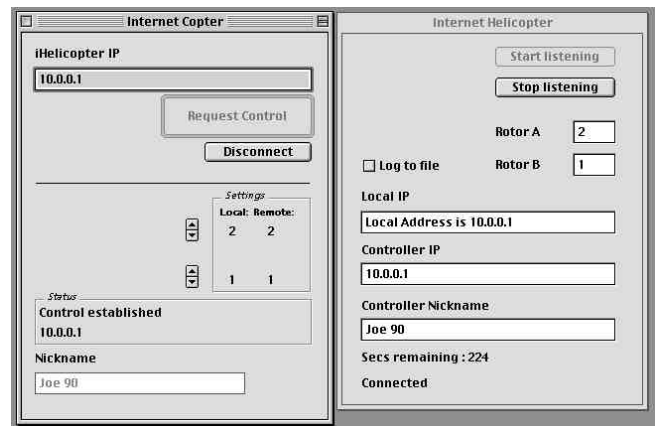 Internet Copter
iHelicopter IP
10.0.0.1
Request Control
Disconnect
Settings
Local: Remote:
2 2
1 1
Status
Control established
10.0.0.1
Nickname
Joe 90
Internet Helicopter
Start listening
Stop listening
Rotor A 2
Log to file Rotor B 1
Local IP
Local Address is 10.0.0.1
Controller IP
10.0.0.1
Controller Nickname
Joe 90
Secs remaining : 224
Connected